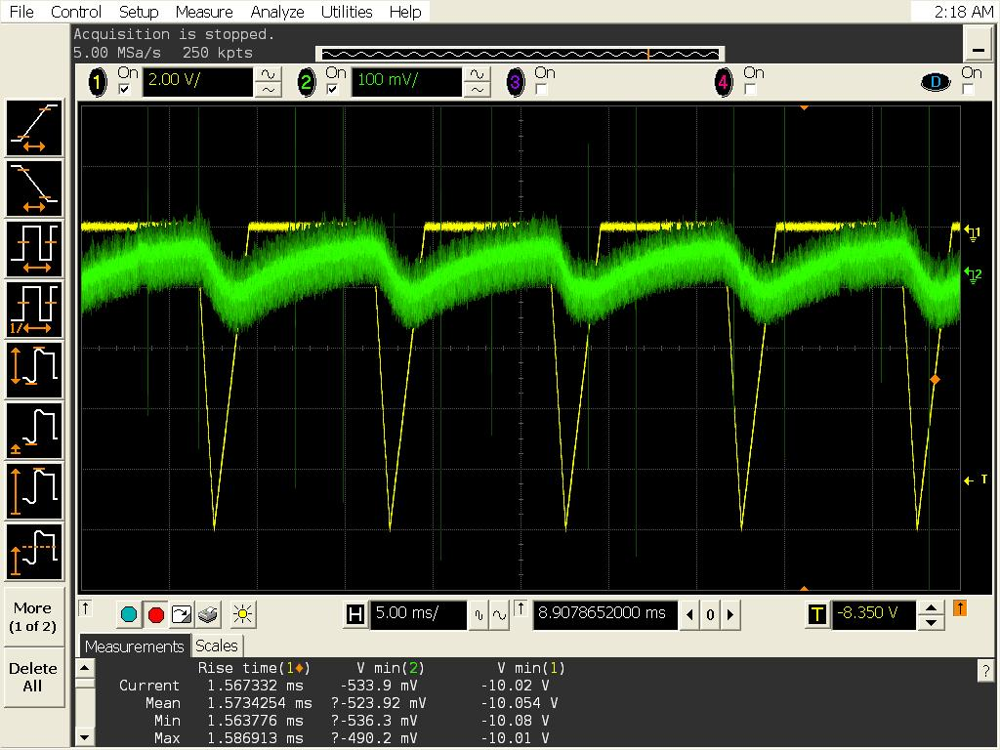 File Control Setup Measure Analyze Utilities Help 2:18 AM
Acquisition is stopped.
5.00 MSa/s 250 kpts
1 On 2.00 V/ 2 On 100 mV/ 3 On 4 On D On
1
2
T
1/
H 5.00 ms/ 8.9078652000 ms 0 T -8.350 V
More
(1 of 2)
Delete
All
Measurements Scales
Rise time(1♦) V min(2) V min(1) ?
Current 1.567332 ms -533.9 mV -10.02 V
Mean 1.5734254 ms ?-523.92 mV -10.054 V
Min 1.563776 ms ?-536.3 mV -10.08 V
Max 1.586913 ms ?-490.2 mV -10.01 V